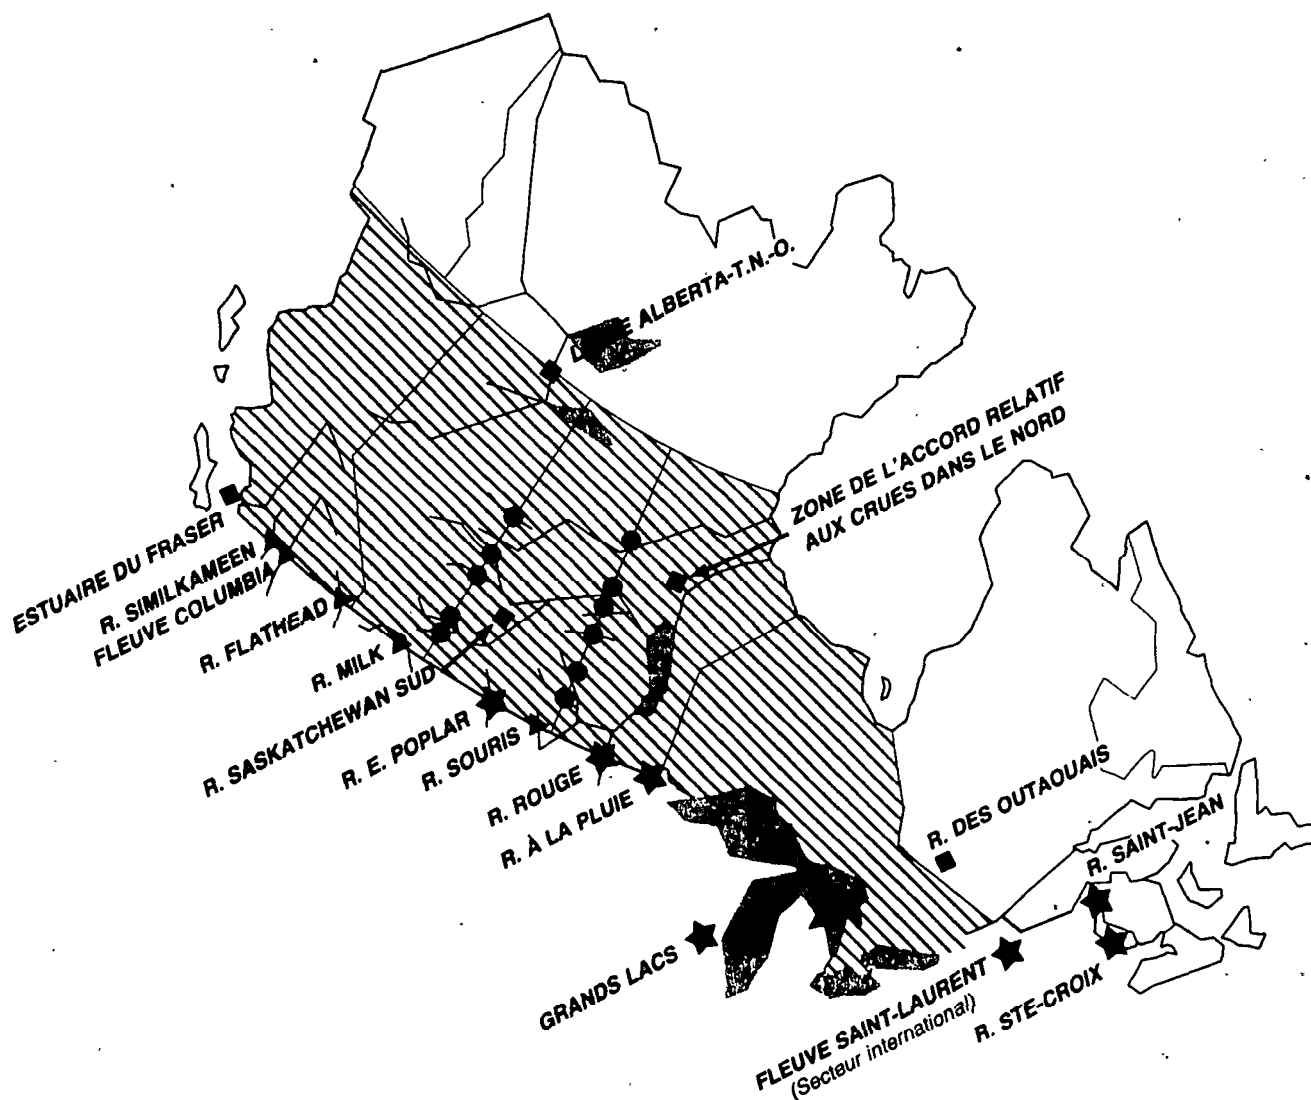 ALBERTA-T.N.-O.
ZONE DE L'ACCORD RELATIF
AUX CRUES DANS LE NORD
ESTUAIRE DU FRASER
R. SIMILKAMEEN
FLEUVE COLUMBIA
R. FLATHEAD
R. MILK
R. SASKATCHEWAN SUD
R. E. POPLAR
R. SOURIS
R. ROUGE
R. À LA PLUIE
GRANDS LACS
FLEUVE SAINT-LAURENT
(Secteur international)
R. STE-CROIX
R. SAINT-JEAN
R. DES OUTAOUAIS